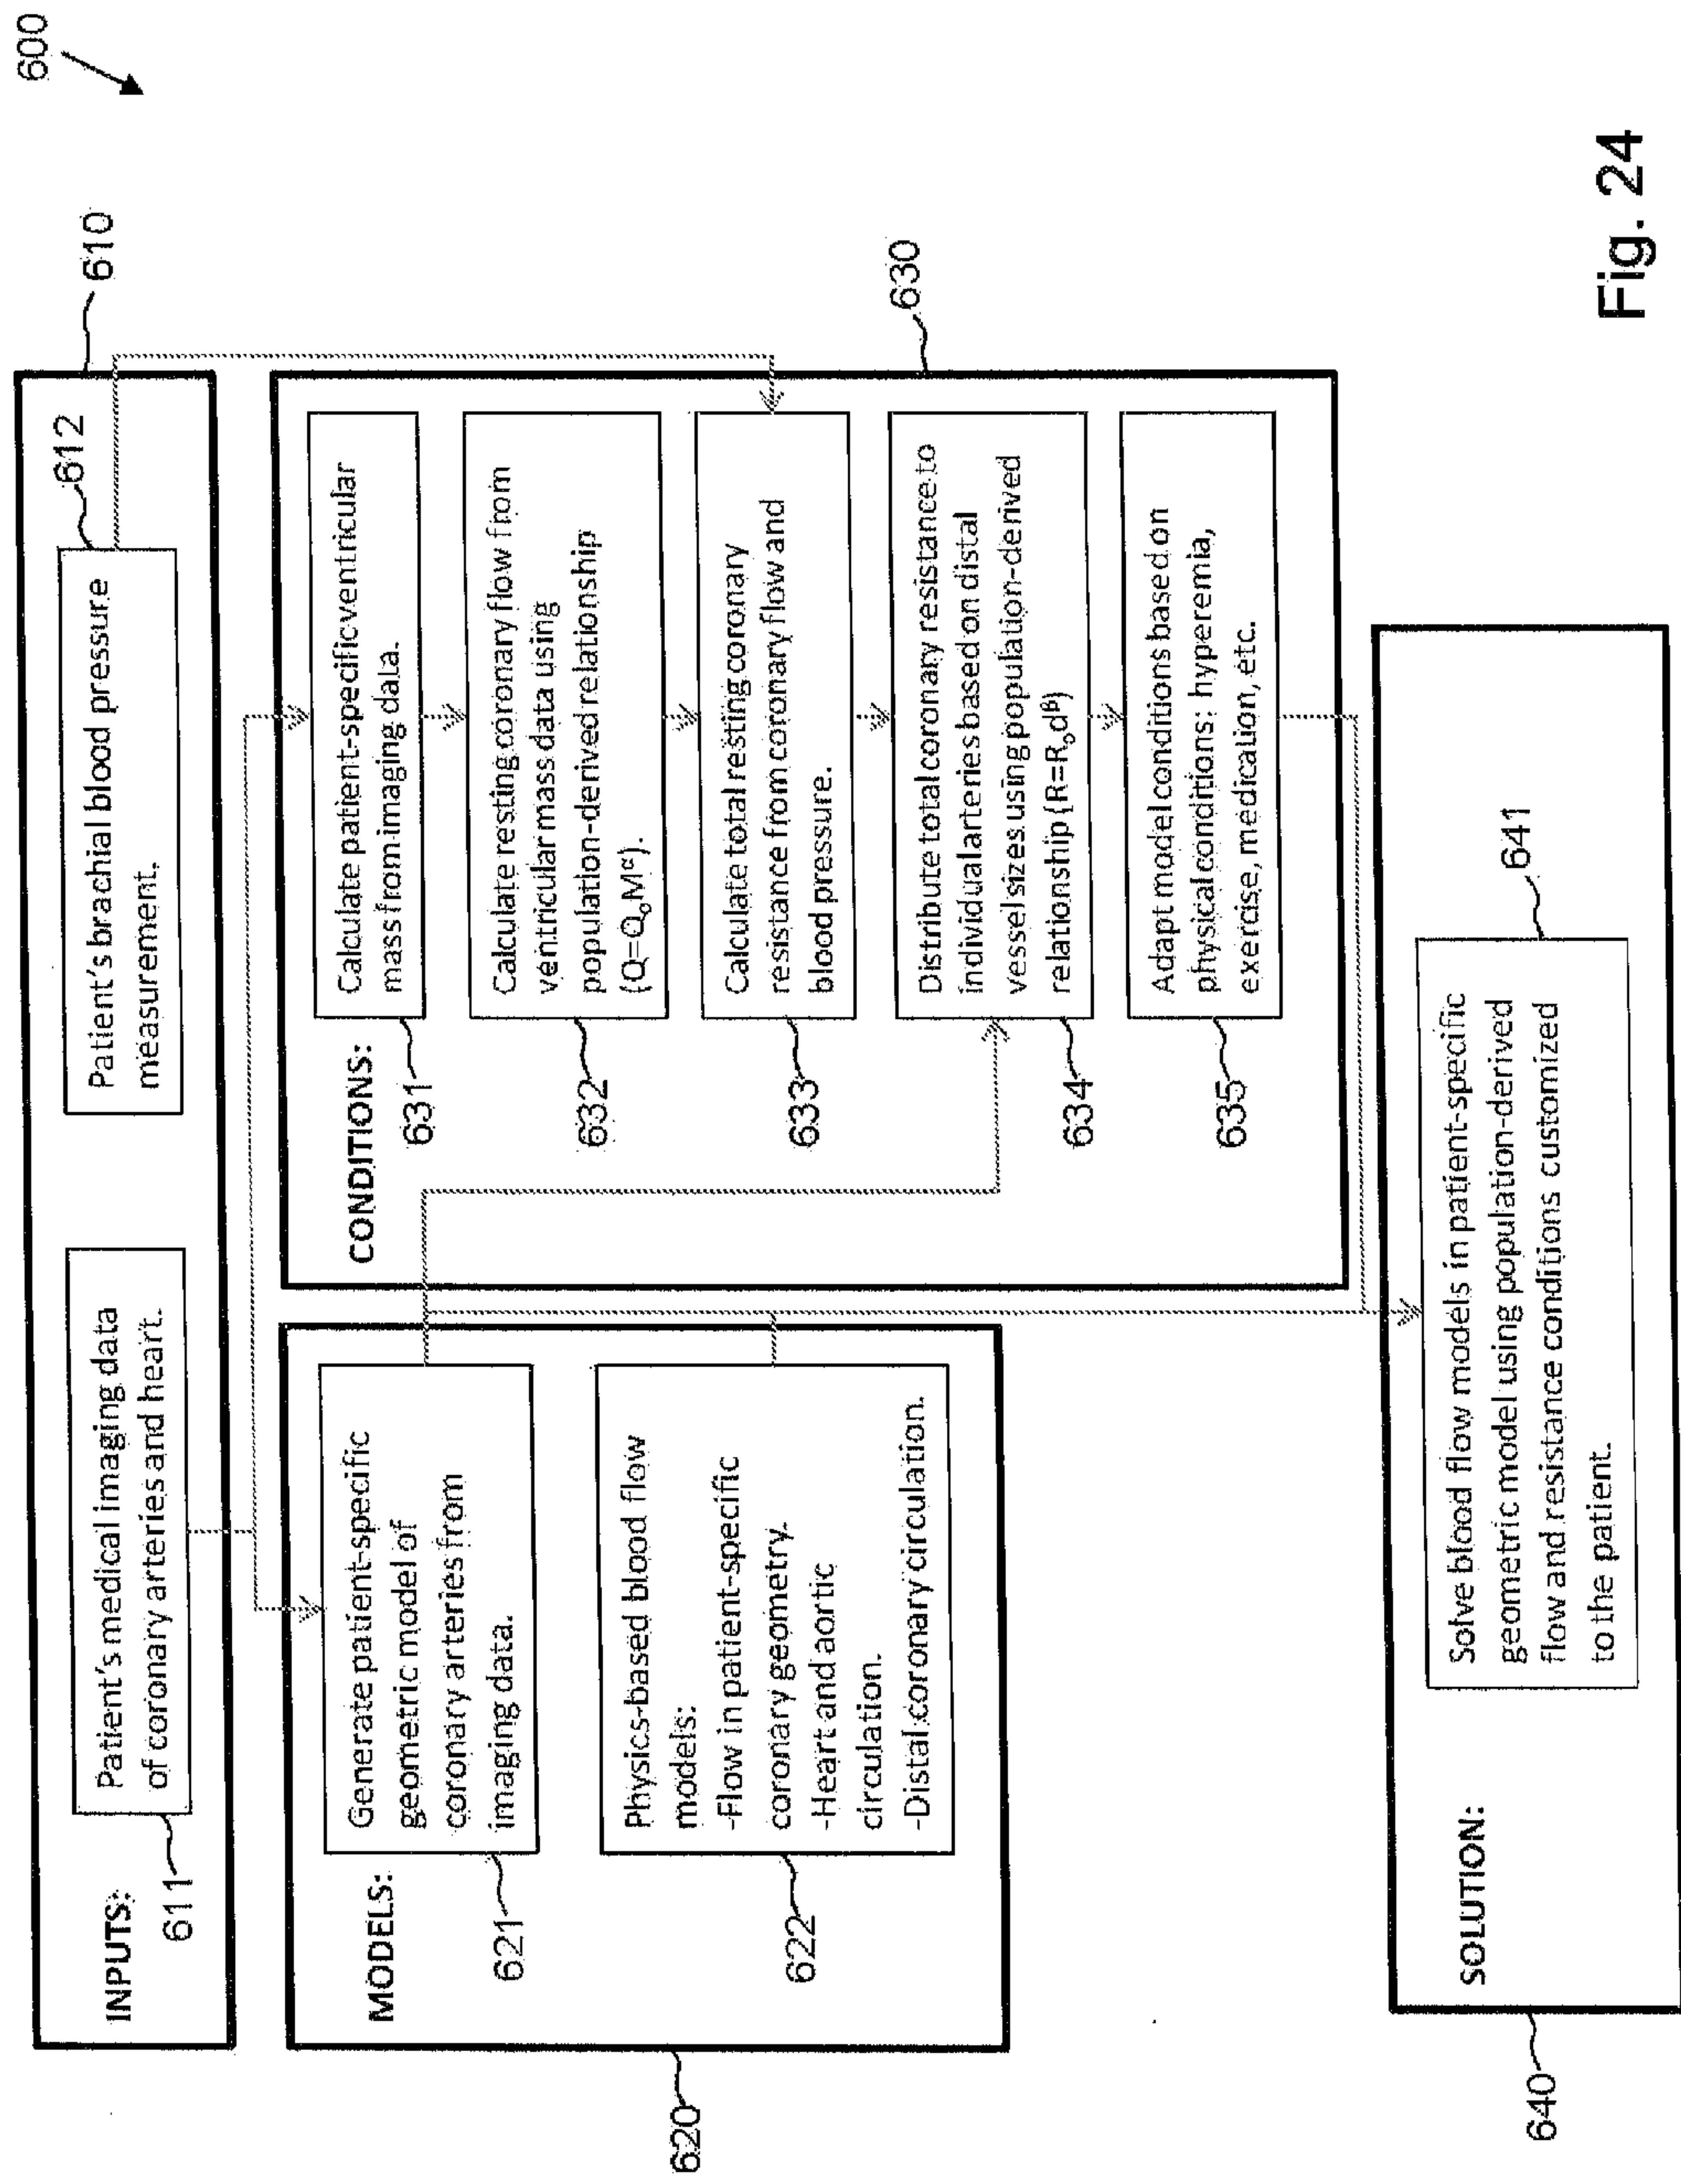 600
610
INPUTS:
611
Patient's medical imaging data
of coronary arteries and heart.
612
Patient's brachial blood pressure
measurement.
620
MODELS:
621
Generate patient-specific
geometric model of
coronary arteries from
imaging data.
622
Physics-based blood flow
models:
-Flow in patient-specific
coronary geometry.
-Heart and aortic
circulation.
-Distal coronary circulation.
630
CONDITIONS:
631
Calculate patient-specific ventricular
mass from imaging data.
632
Calculate resting coronary flow from
ventricular mass data using
population-derived relationship
(Q=Q₀M^α).
633
Calculate total resting coronary
resistance from coronary flow and
blood pressure.
634
Distribute total coronary resistance to
individual arteries based on distal
vessel sizes using population-derived
relationship (R=R₀d^β)
635
Adapt model conditions based on
physical conditions: hyperemia,
exercise, medication, etc.
640
SOLUTION:
641
Solve blood flow models in patient-specific
geometric model using population-derived
flow and resistance conditions customized
to the patient.
Fig. 24